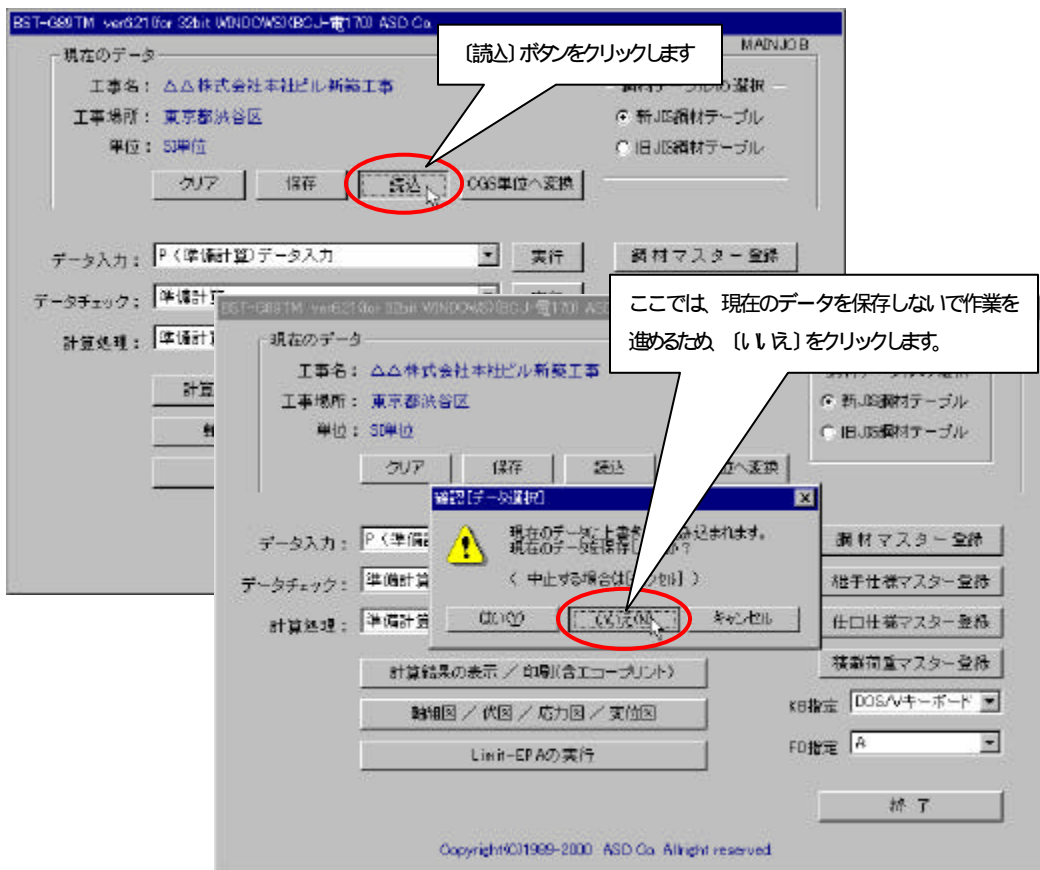 BST-G89TM ver6.21(for 32bit WINDOWS)(BCJ-電170) ASD Co.
MAINJOB
〔読込〕ボタンをクリックします
現在のデータ
工事名: △△株式会社本社ビル新築工事
工事場所: 東京都渋谷区
単位: SI単位
新JIS鋼材テーブル
旧JIS鋼材テーブル
クリア 保存 読込 CGS単位へ変換
データ入力: P(準備計算)データ入力 実行 鋼材マスター登録
データチェック: 準備計算
計算処理: 準備計
計算
ここでは、現在のデータを保存しないで作業を
進めるため、〔いいえ〕をクリックします。
BST-G89TM ver6.21(for 32bit WINDOWS)(BCJ-電170) AS
現在のデータ
工事名: △△株式会社本社ビル新築工事
工事場所: 東京都渋谷区
単位: SI単位
新JIS鋼材テーブル
旧JIS鋼材テーブル
クリア 保存 読込 位へ変換
確認[データ選択]
現在のデータに上書き み込まれます。
現在のデータを保存し か?
( 中止する場合は[ ンセル] )
はい(Y) いいえ(N) キャンセル
データ入力: P(準備 鋼材マスター登録
データチェック: 準備計算 継手仕様マスター登録
計算処理: 準備計算 仕口仕様マスター登録
積載荷重マスター登録
計算結果の表示/印刷(含エコープリント)
軸組図/伏図/応力図/変位図
Limit-EPAの実行
KB指定 DOS/Vキーボード
FD指定 A
終 了
Copyright(C)1989-2000 ASD Co. Allright reserved.